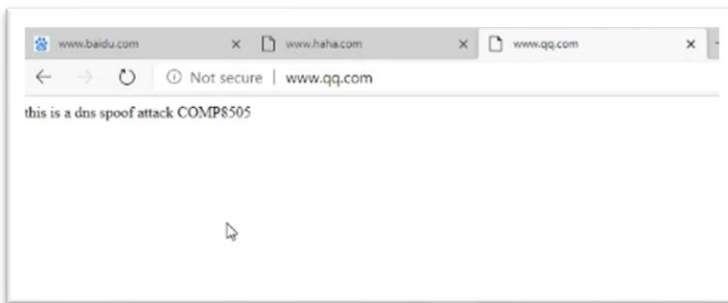 www.baidu.com www.haha.com www.qq.com
Not secure | www.qq.com
this is a dns spoof attack COMP8505